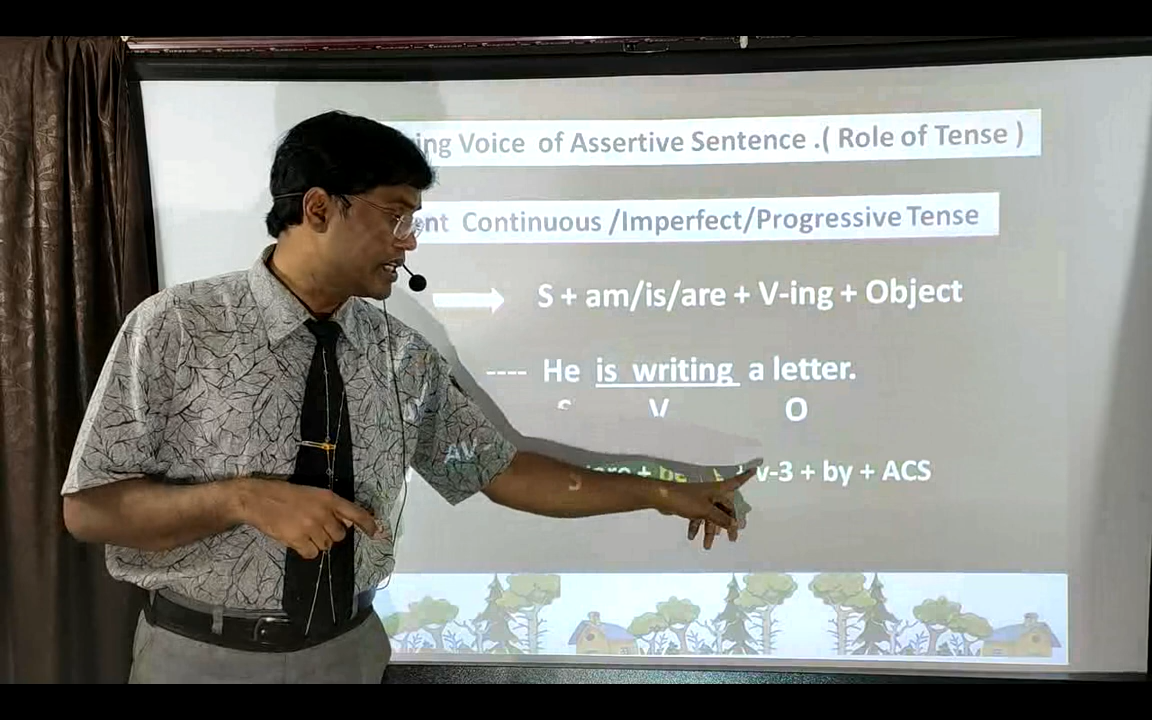 ing Voice of Assertive Sentence .( Role of Tense )
ent Continuous /Imperfect/Progressive Tense
S + am/is/are + V-ing + Object
---- He is writing a letter.
S V O
AV
+ v-3 + by + ACS